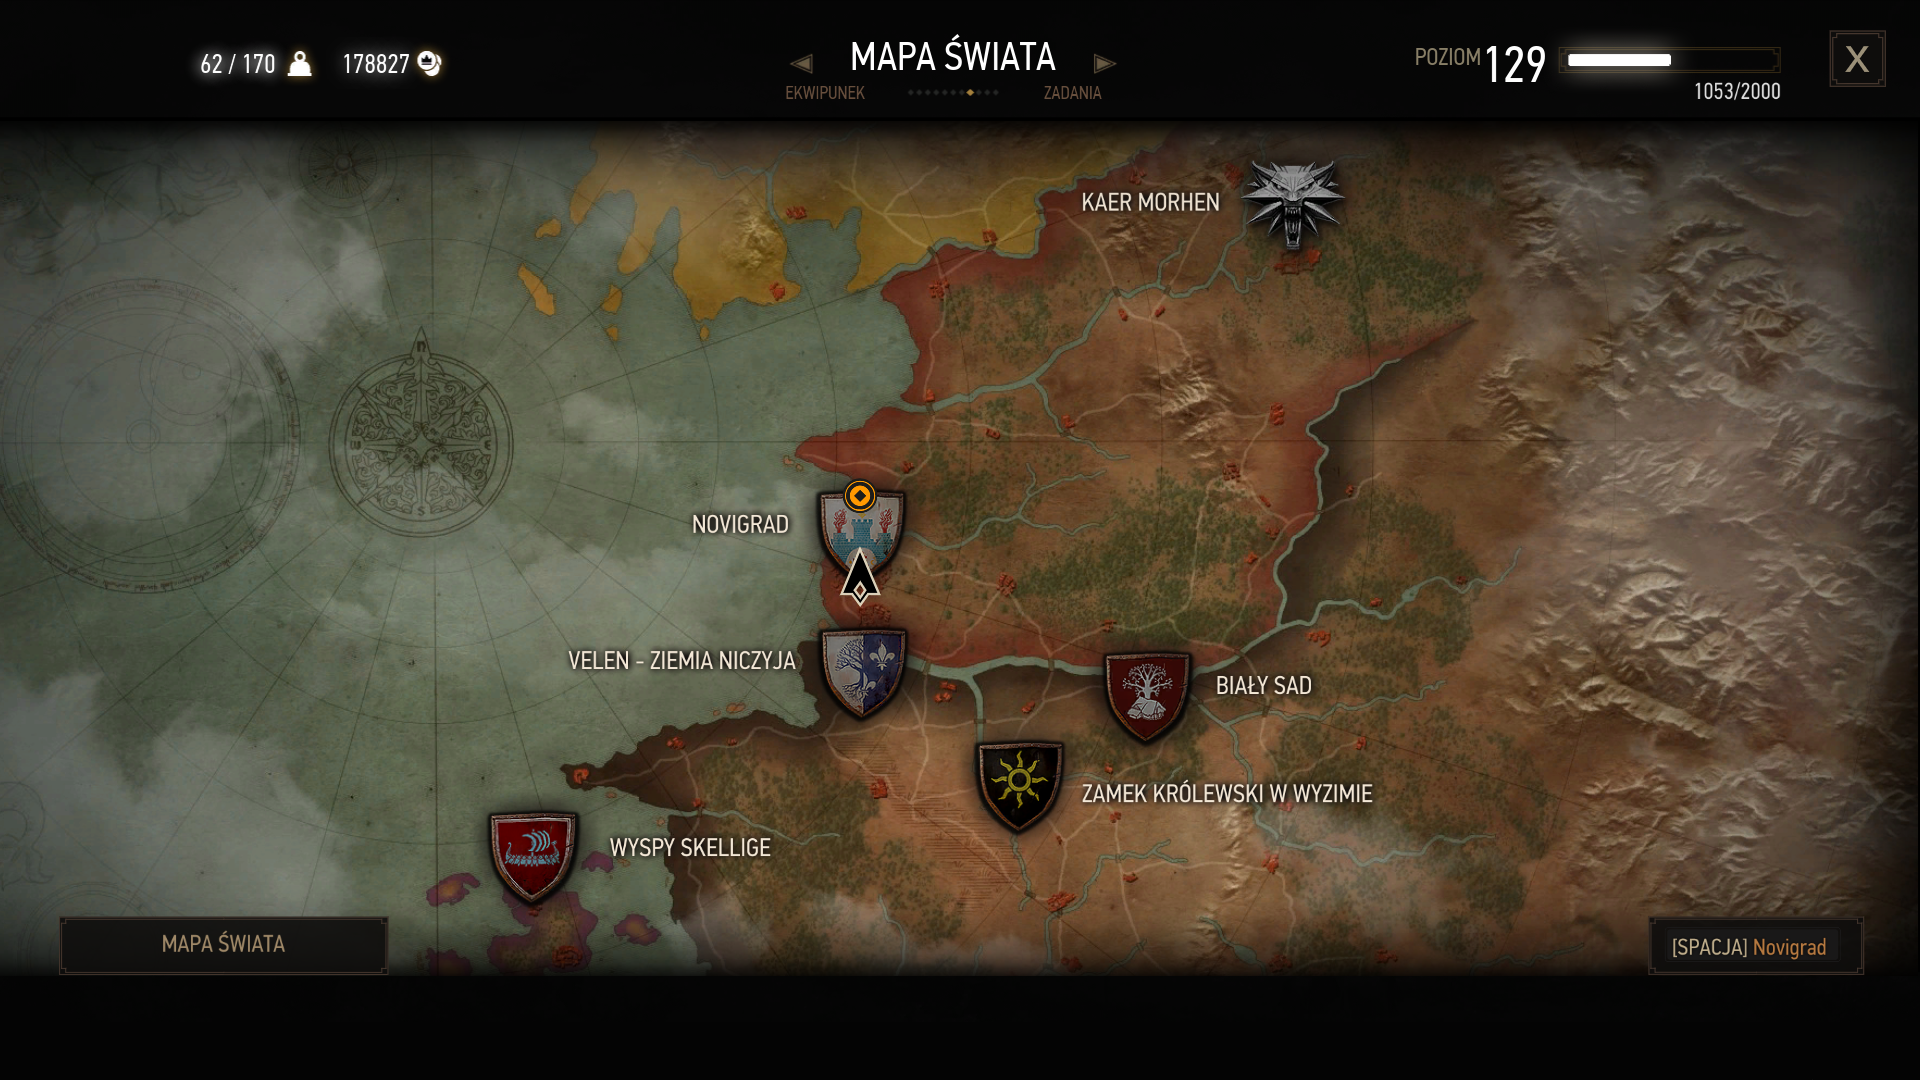 62 / 170 178827
MAPA ŚWIATA
EKWIPUNEK ZADANIA
POZIOM 129
1053/2000
X
KAER MORHEN
NOVIGRAD
VELEN - ZIEMIA NICZYJA
BIAŁY SAD
ZAMEK KRÓLEWSKI W WYZIMIE
WYSPY SKELLIGE
MAPA ŚWIATA
[SPACJA] Novigrad